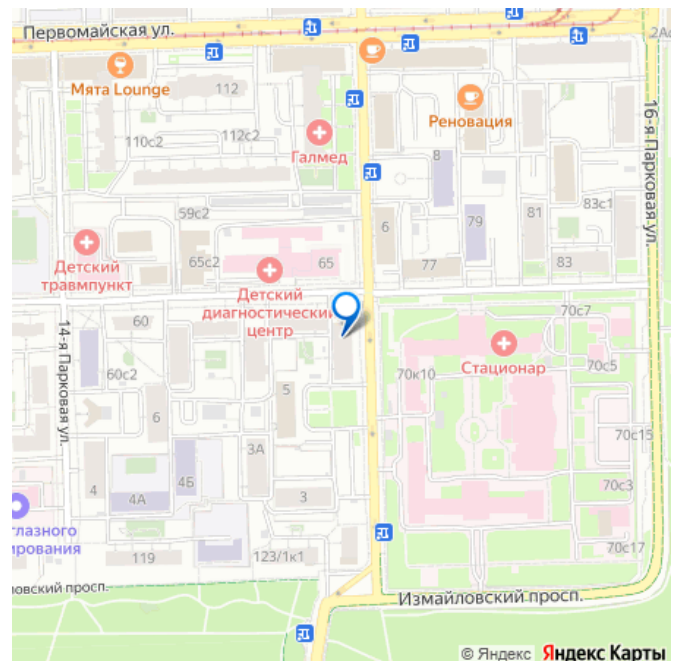 Первомайская ул.
2Ас
Мята Lounge
112
Реновация
110с2
112с2
Галмед
8
16-я Парковая ул.
83с1
59с2
6
79
81
65с2
65
77
83
Детский
травмпункт
Детский
диагностический
центр
70с7
60
14-я Парковая ул.
Стационар
60с2
70к10
70с5
5
6
3А
70с15
4
4А
4Б
3
70с3
глазного
ирования
119
123/1к1
70с17
ловский просп.
Измайловский просп.
© Яндекс Яндекс Карты